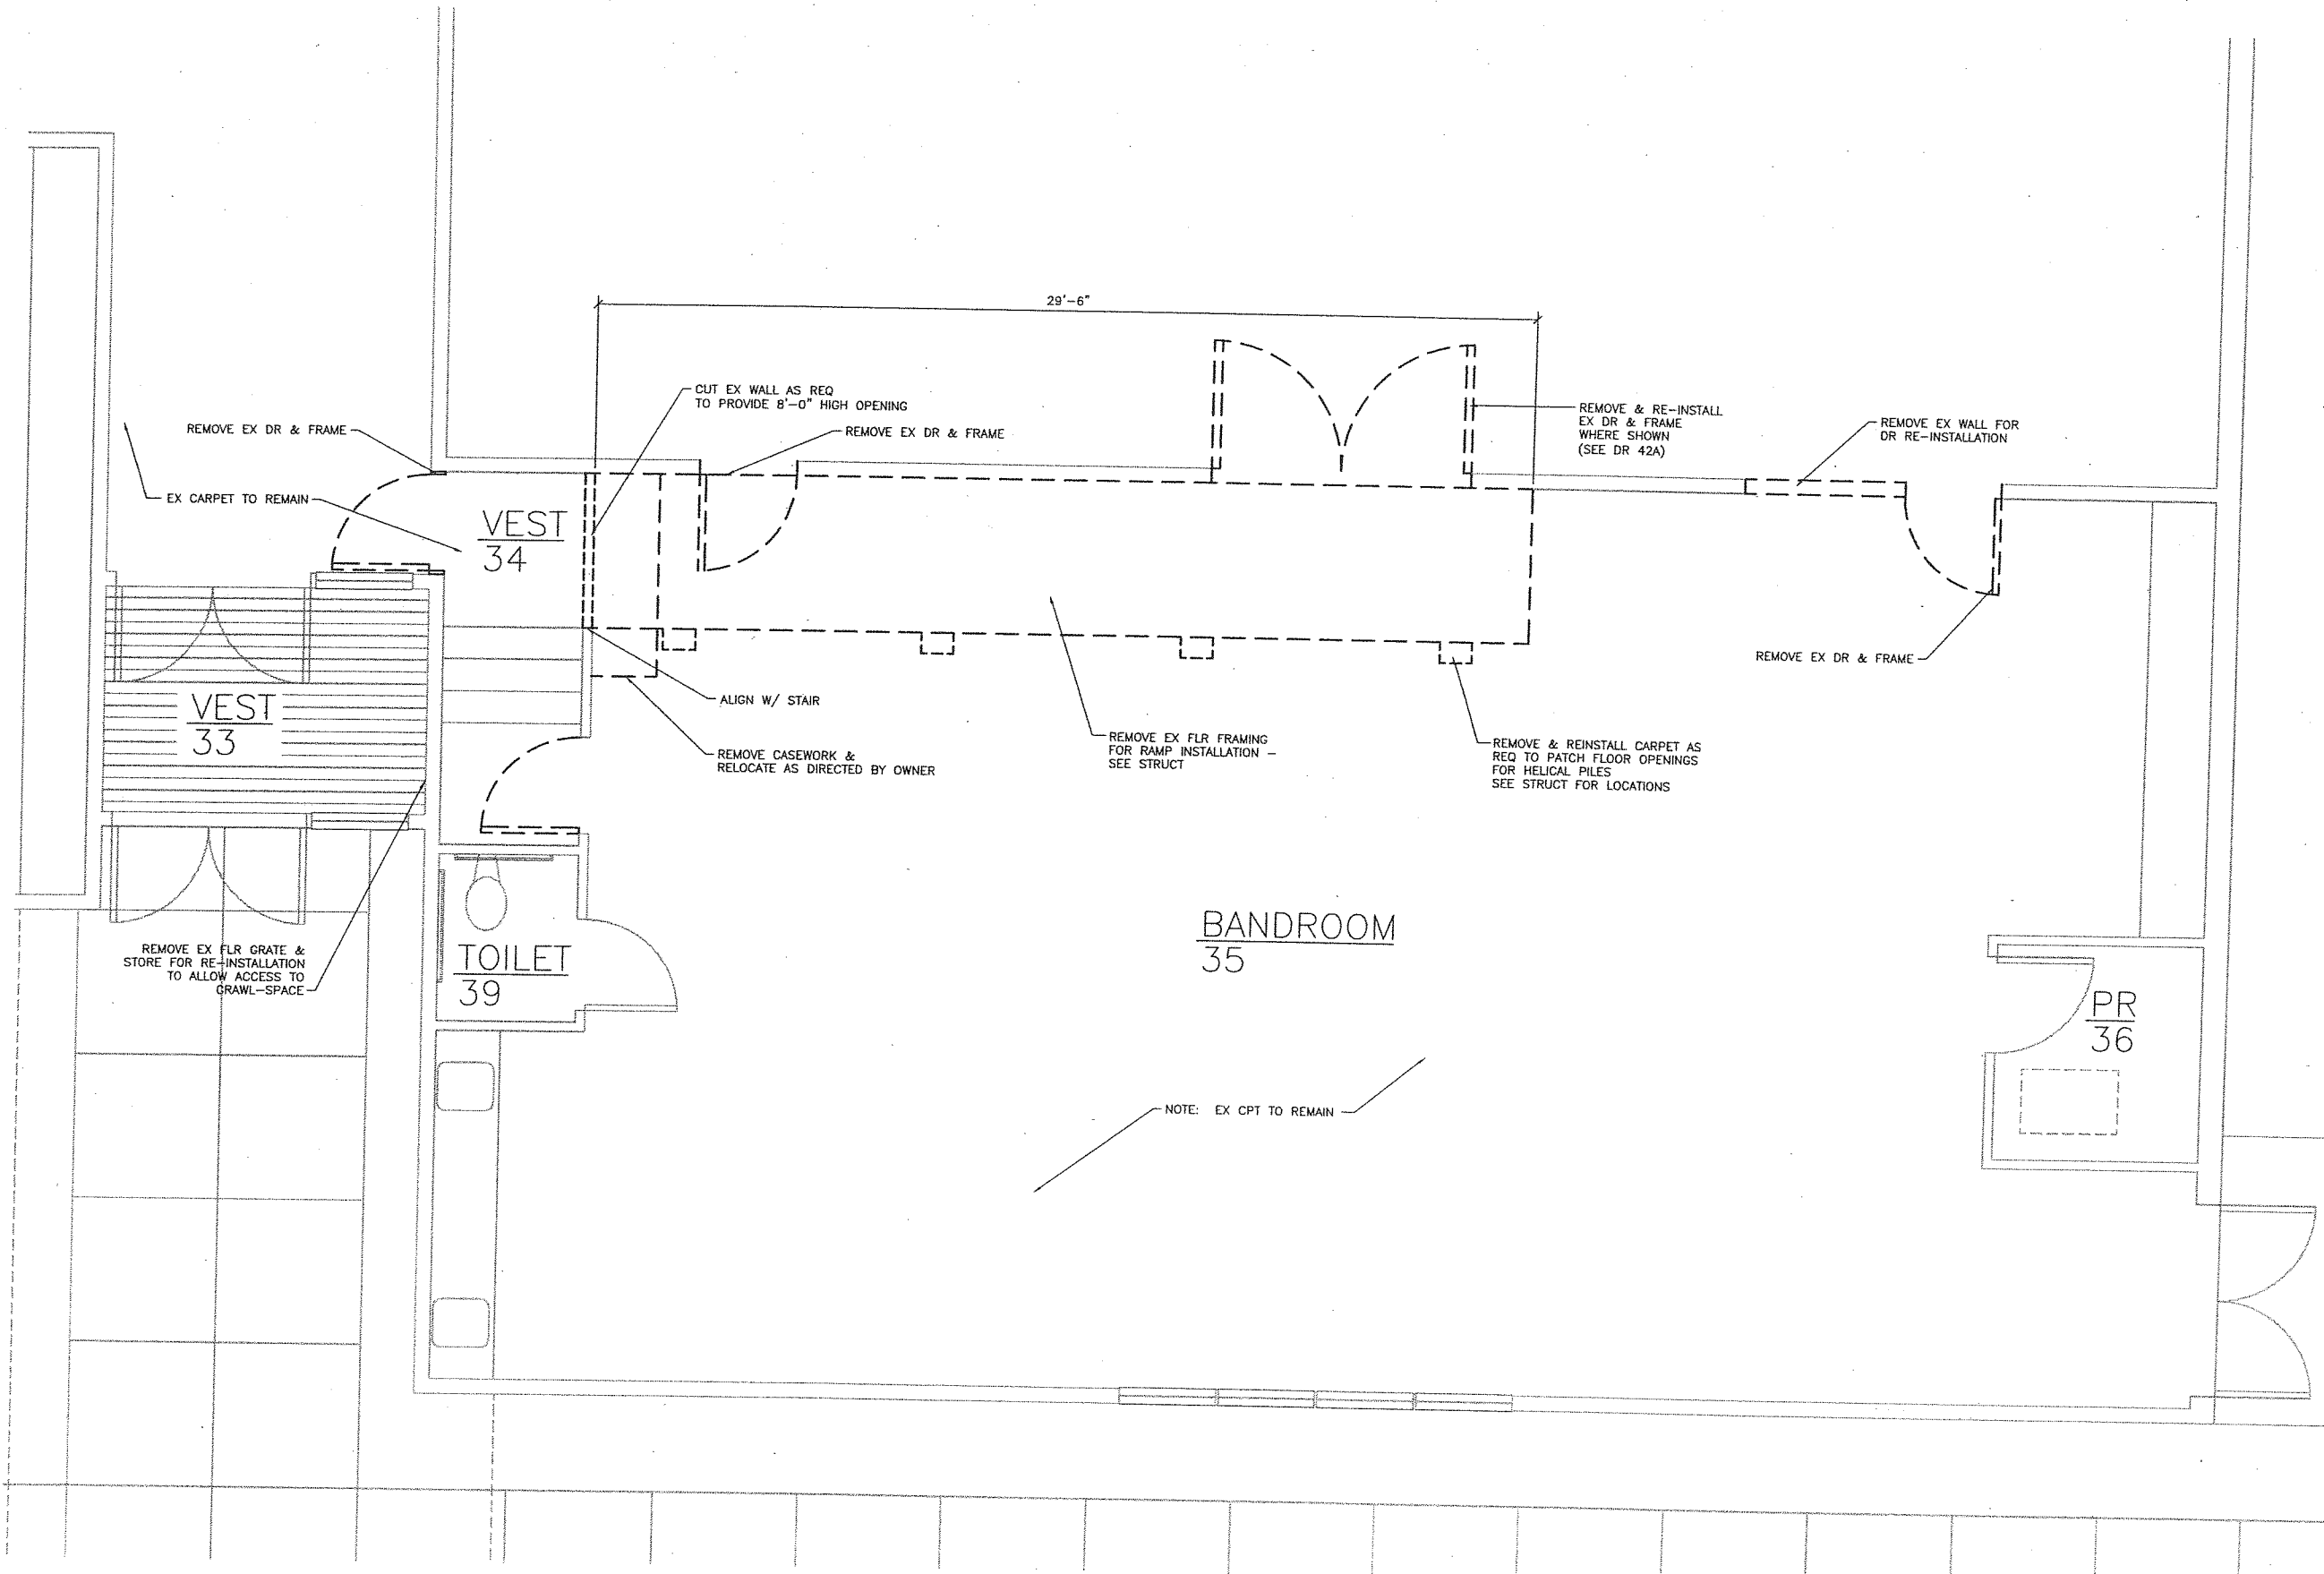 29'-6"
CUT EX WALL AS REQ
TO PROVIDE 8'-0" HIGH OPENING
REMOVE EX DR & FRAME
REMOVE EX DR & FRAME
REMOVE & RE-INSTALL
EX DR & FRAME
WHERE SHOWN
(SEE DR 42A)
REMOVE EX WALL FOR
DR RE-INSTALLATION
EX CARPET TO REMAIN
VEST
34
REMOVE EX DR & FRAME
VEST
33
ALIGN W/ STAIR
REMOVE CASEWORK &
RELOCATE AS DIRECTED BY OWNER
REMOVE EX FLR FRAMING
FOR RAMP INSTALLATION -
SEE STRUCT
REMOVE & REINSTALL CARPET AS
REQ TO PATCH FLOOR OPENINGS
FOR HELICAL PILES
SEE STRUCT FOR LOCATIONS
REMOVE EX FLR GRATE &
STORE FOR RE-INSTALLATION
TO ALLOW ACCESS TO
CRAWL-SPACE
TOILET
39
BANDROOM
35
PR
36
NOTE: EX CPT TO REMAIN